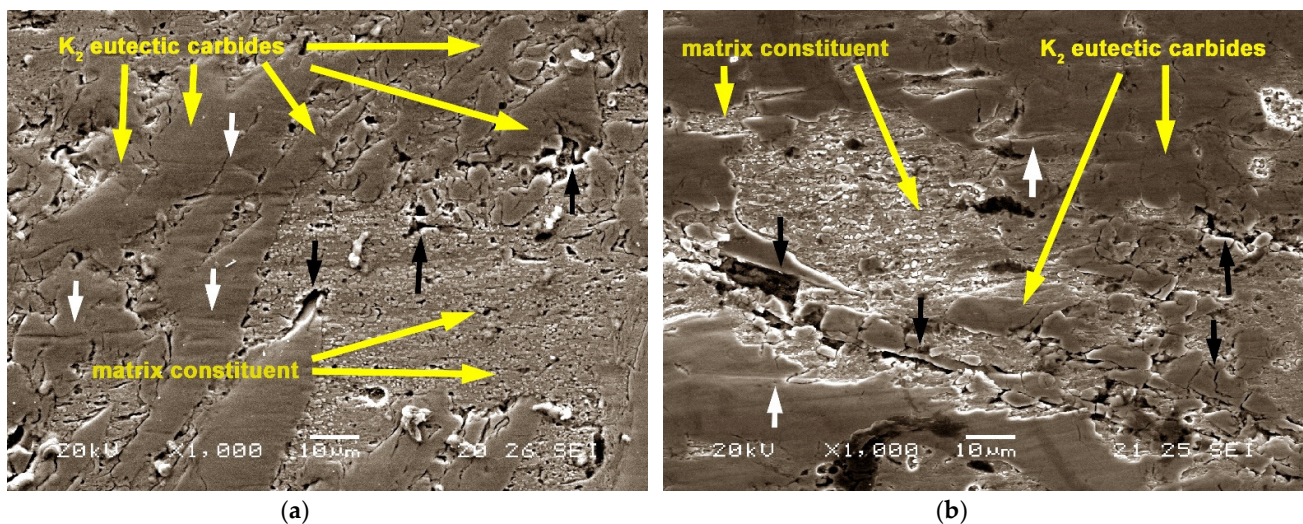 K₂ eutectic carbides
matrix constituent
20kV X1,000 10µm 20 26 SEI
(a)
matrix constituent
K₂ eutectic carbides
20kV X1,000 10µm 21 25 SEI
(b)